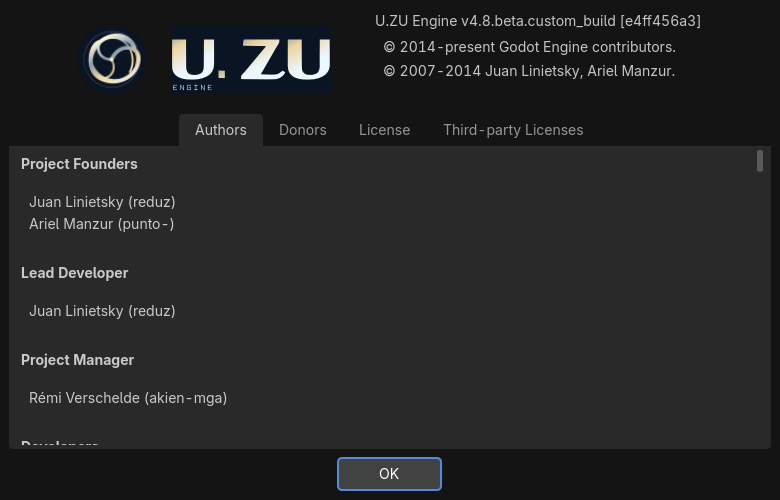 U.ZU
ENGINE
U.ZU Engine v4.8.beta.custom_build [e4ff456a3]
© 2014-present Godot Engine contributors.
© 2007-2014 Juan Linietsky, Ariel Manzur.
Authors Donors License Third-party Licenses
Project Founders
Juan Linietsky (reduz)
Ariel Manzur (punto-)
Lead Developer
Juan Linietsky (reduz)
Project Manager
Rémi Verschelde (akien-mga)
Developers
OK